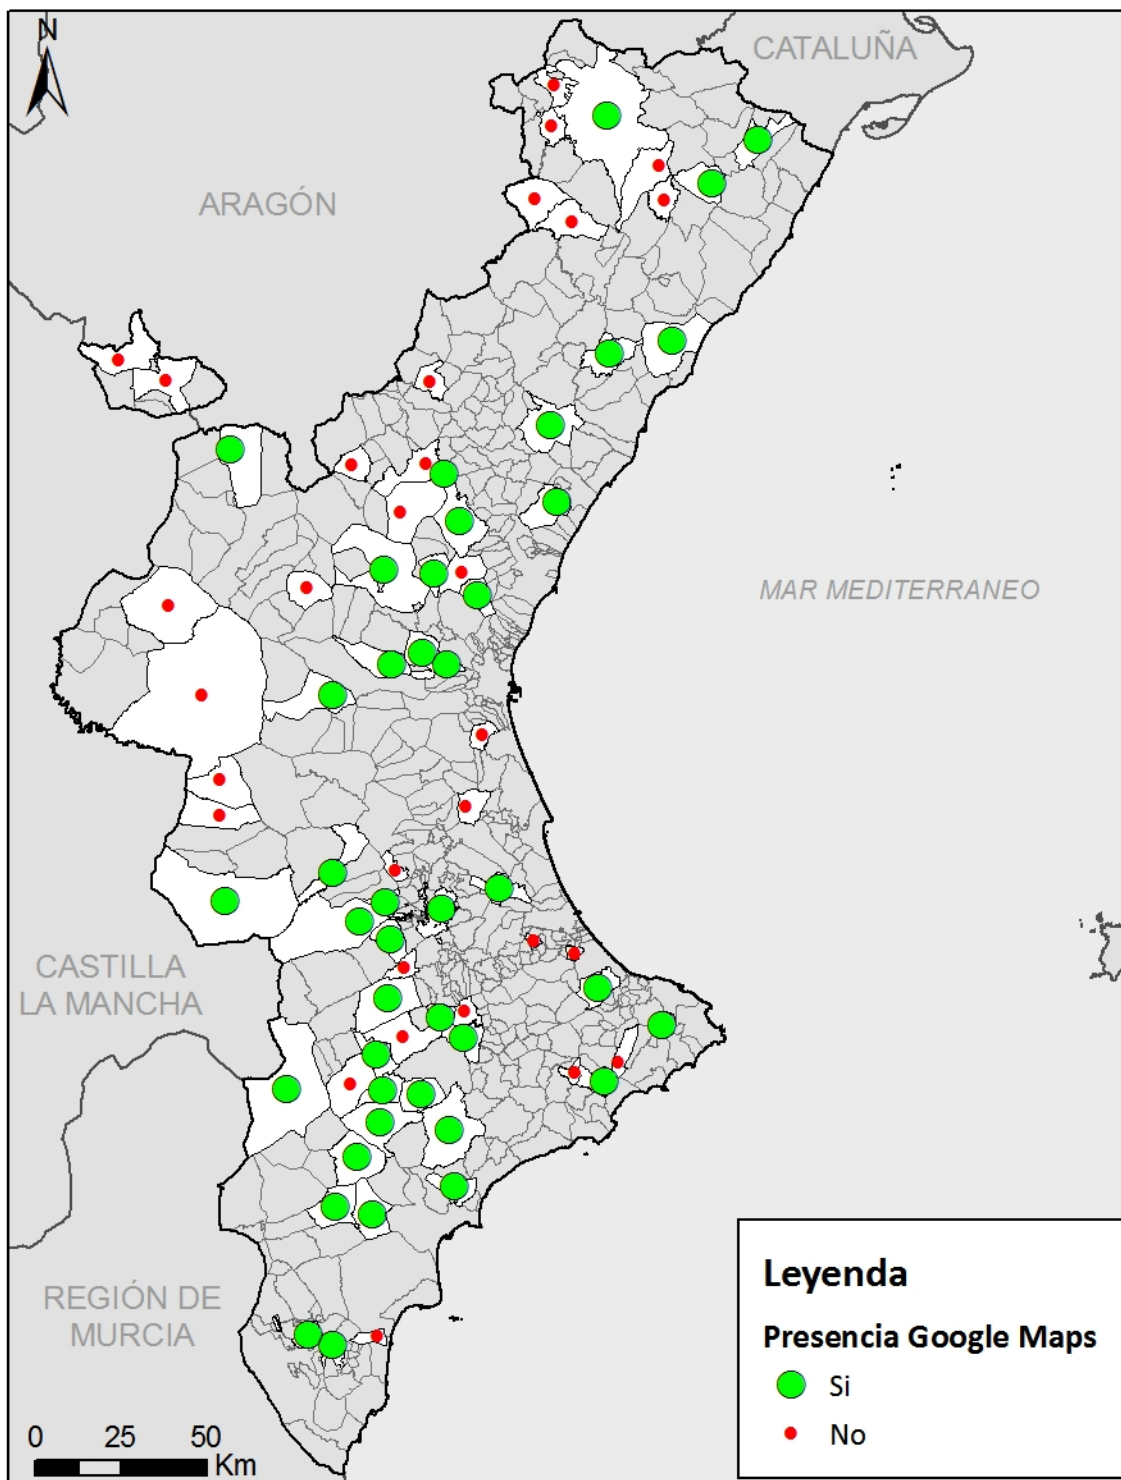 N
CATALUÑA
ARAGÓN
MAR MEDITERRANEO
CASTILLA
LA MANCHA
REGIÓN DE
MURCIA
Leyenda
Presencia Google Maps
Si
No
0 25 50
Km